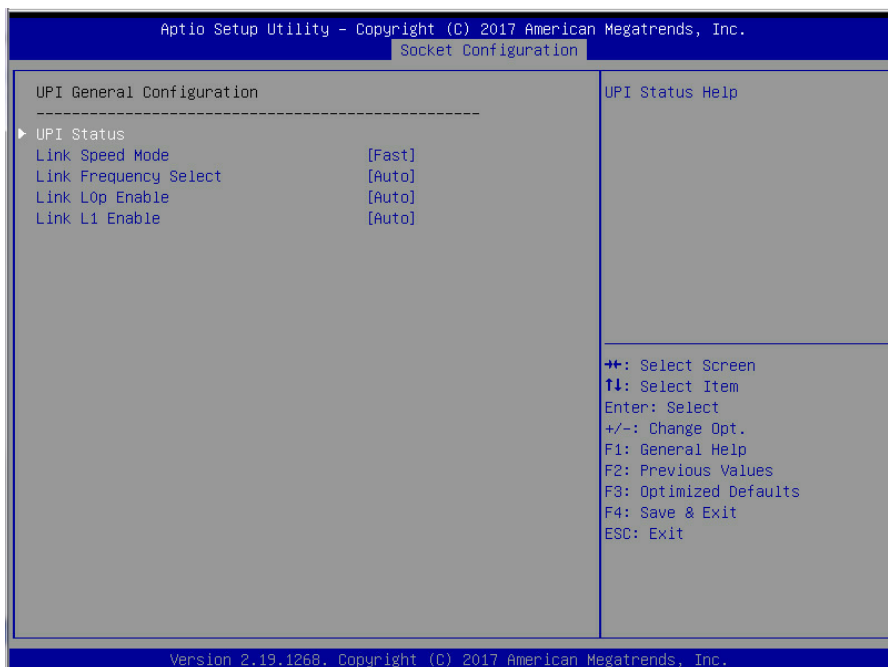 Aptio Setup Utility – Copyright (C) 2017 American Megatrends, Inc.
Socket Configuration
UPI General Configuration
--------------------------------------------------
UPI Status
Link Speed Mode [Fast]
Link Frequency Select [Auto]
Link L0p Enable [Auto]
Link L1 Enable [Auto]
UPI Status Help
→←: Select Screen
↑↓: Select Item
Enter: Select
+/-: Change Opt.
F1: General Help
F2: Previous Values
F3: Optimized Defaults
F4: Save & Exit
ESC: Exit
Version 2.19.1268. Copyright (C) 2017 American Megatrends, Inc.